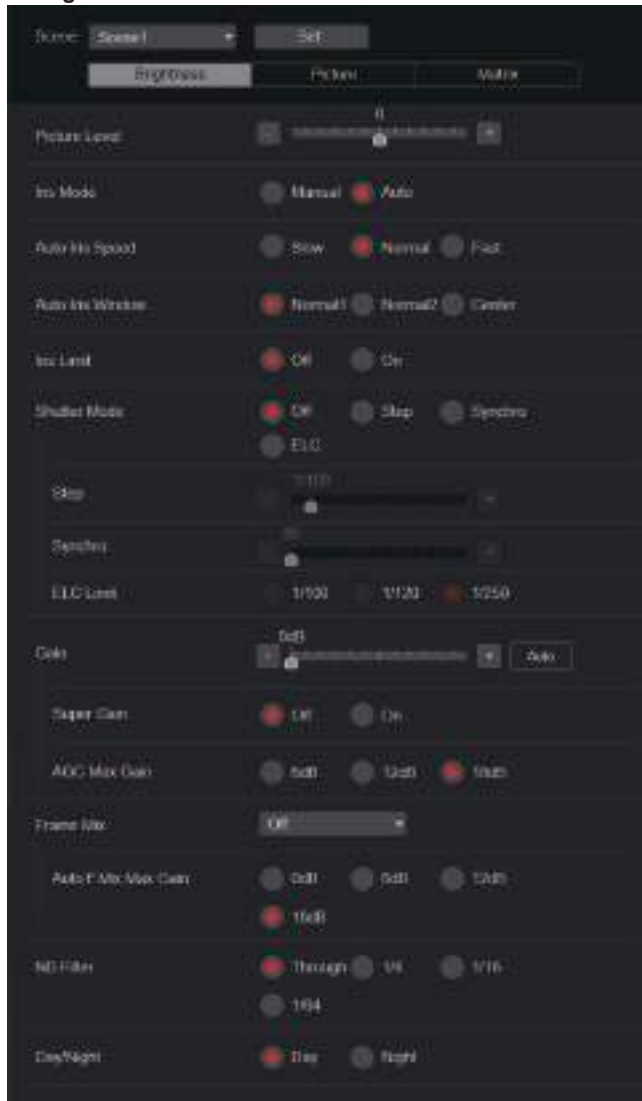 Scene Scene1 Set
Brightness Picture Matrix
0
Picture Level
Iris Mode Manual Auto
Auto Iris Speed Slow Normal Fast
Auto Iris Window Normal1 Normal2 Center
Iris Limit Off On
Shutter Mode Off Step Synchro
ELC
1/100
Step
Synchro
ELC Limit 1/100 1/120 1/250
0dB
Gain Auto
Super Gain Off On
AGC Max Gain 6dB 12dB 18dB
Frame Mix Off
Auto F.Mix Max Gain 0dB 6dB 12dB
18dB
ND Filter Through 1/4 1/16
1/64
Day/Night Day Night